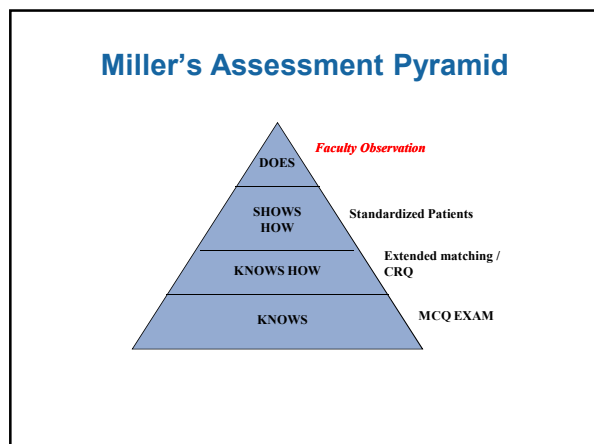 Miller's Assessment Pyramid
DOES
Faculty Observation
SHOWS
HOW
Standardized Patients
KNOWS HOW
Extended matching /
CRQ
KNOWS
MCQ EXAM